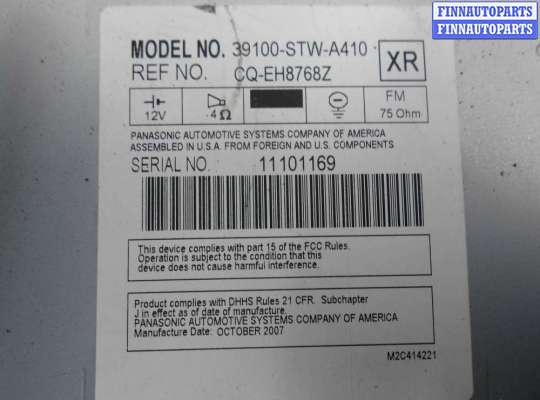 FINNAUTOPARTS
FINNAUTOPARTS
MODEL NO. 39100-STW-A410
XR
REF NO. CQ-EH8768Z
12V
4Ω
FM
75 Ohm
PANASONIC AUTOMOTIVE SYSTEMS COMPANY OF AMERICA
ASSEMBLED IN U.S.A. FROM FOREIGN AND U.S. COMPONENTS
SERIAL NO. 11101169
This device complies with part 15 of the FCC Rules.
Operation is subject to the condition that this
device does not cause harmful interference.
Product complies with DHHS Rules 21 CFR. Subchapter
J in effect as of date of manufacture.
PANASONIC AUTOMOTIVE SYSTEMS COMPANY OF AMERICA
Manufacture Date: OCTOBER 2007
M2C414221
FINNAUTOPARTS
FINNAUTOPARTS